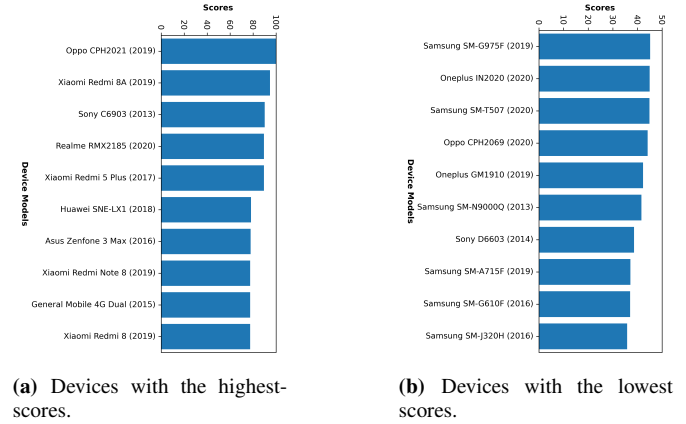 Scores
0 20 40 60 80 100
Device Models
Oppo CPH2021 (2019)
Xiaomi Redmi 8A (2019)
Sony C6903 (2013)
Realme RMX2185 (2020)
Xiaomi Redmi 5 Plus (2017)
Huawei SNE-LX1 (2018)
Asus Zenfone 3 Max (2016)
Xiaomi Redmi Note 8 (2019)
General Mobile 4G Dual (2015)
Xiaomi Redmi 8 (2019)
(a) Devices with the highest-
scores.
Scores
0 10 20 30 40 50
Device Models
Samsung SM-G975F (2019)
Oneplus IN2020 (2020)
Samsung SM-T507 (2020)
Oppo CPH2069 (2020)
Oneplus GM1910 (2019)
Samsung SM-N9000Q (2013)
Sony D6603 (2014)
Samsung SM-A715F (2019)
Samsung SM-G610F (2016)
Samsung SM-J320H (2016)
(b) Devices with the lowest
scores.